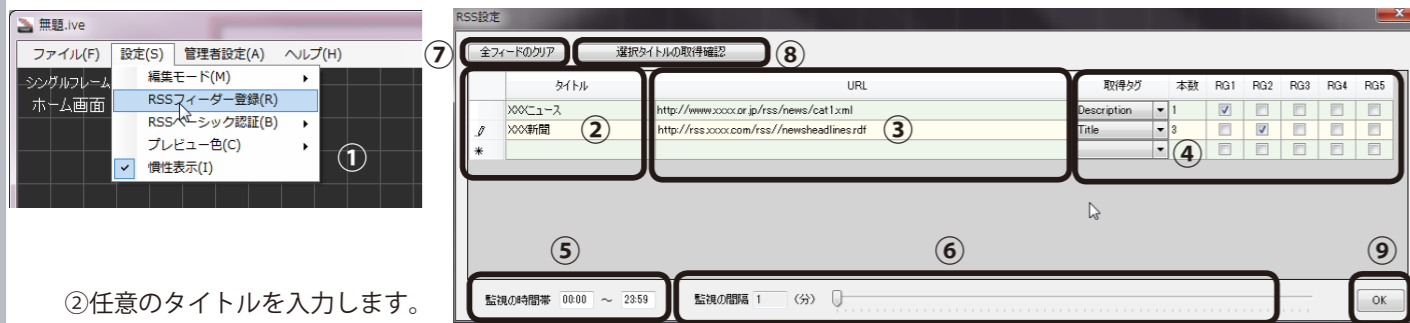 無題.ive
ファイル(F) 設定(S) 管理者設定(A) ヘルプ(H)
シングルフレーム
ホーム画面
編集モード(M)
RSSフィーダー登録(R)
RSSベーシック認証(B)
プレビュー色(C)
慣性表示(I)
①
RSS設定
⑦ 全フィードのクリア 選択タイトルの取得確認 ⑧
タイトル URL 取得タグ 本数 RG1 RG2 RG3 RG4 RG5
XXXニュース http://www.xxxx.or.jp/rss/news/cat1.xml Description 1
XXX新聞 http://rss.xxxx.com/rss//newsheadlines.rdf Title 3
② ③ ④
⑤ ⑥ ⑨
監視の時間帯 00:00 ～ 23:59 監視の間隔 1 (分) OK
②任意のタイトルを入力します。